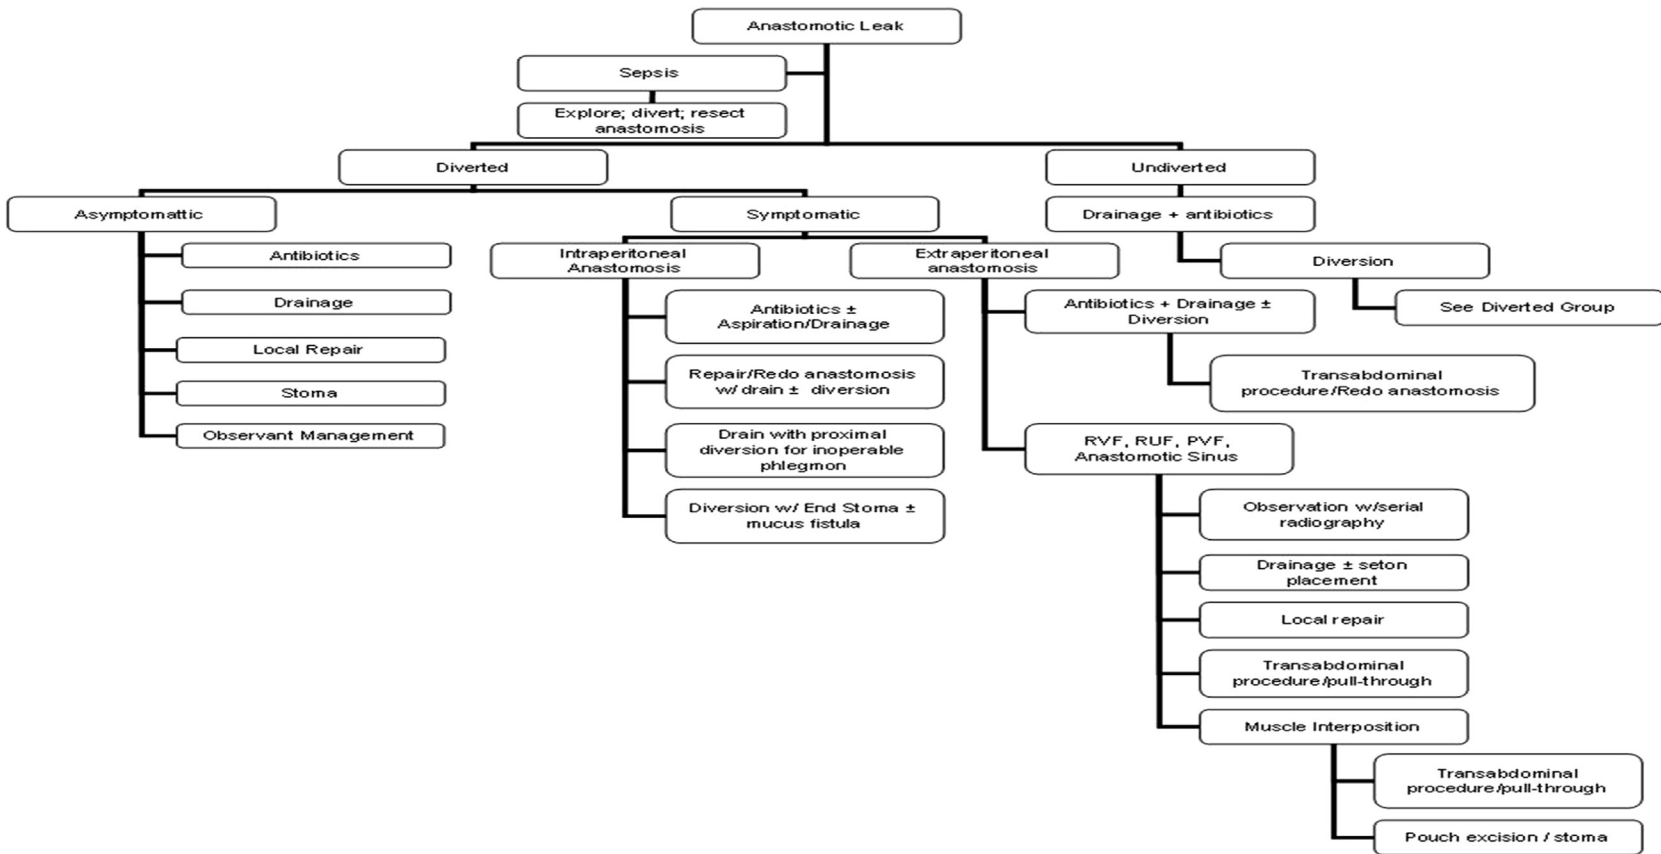 Anastomotic Leak
Sepsis
Explore; divert; resect
anastomosis
Diverted
Undiverted
Asymptomattic
Symptomatic
Drainage + antibiotics
Antibiotics
Drainage
Local Repair
Stoma
Observant Management
Intraperitoneal
Anastomosis
Antibiotics ±
Aspiration/Drainage
Repair/Redo anastomosis
w/ drain ± diversion
Drain with proximal
diversion for inoperable
phlegmon
Diversion w/ End Stoma ±
mucus fistula
Extraperitoneal
anastomosis
Antibiotics + Drainage ±
Diversion
Transabdominal
procedure/Redo anastomosis
RVF, RUF, PVF,
Anastomotic Sinus
Observation w/serial
radiography
Drainage ± seton
placement
Local repair
Transabdominal
procedure/pull-through
Muscle Interposition
Transabdominal
procedure/pull-through
Pouch excision / stoma
Diversion
See Diverted Group